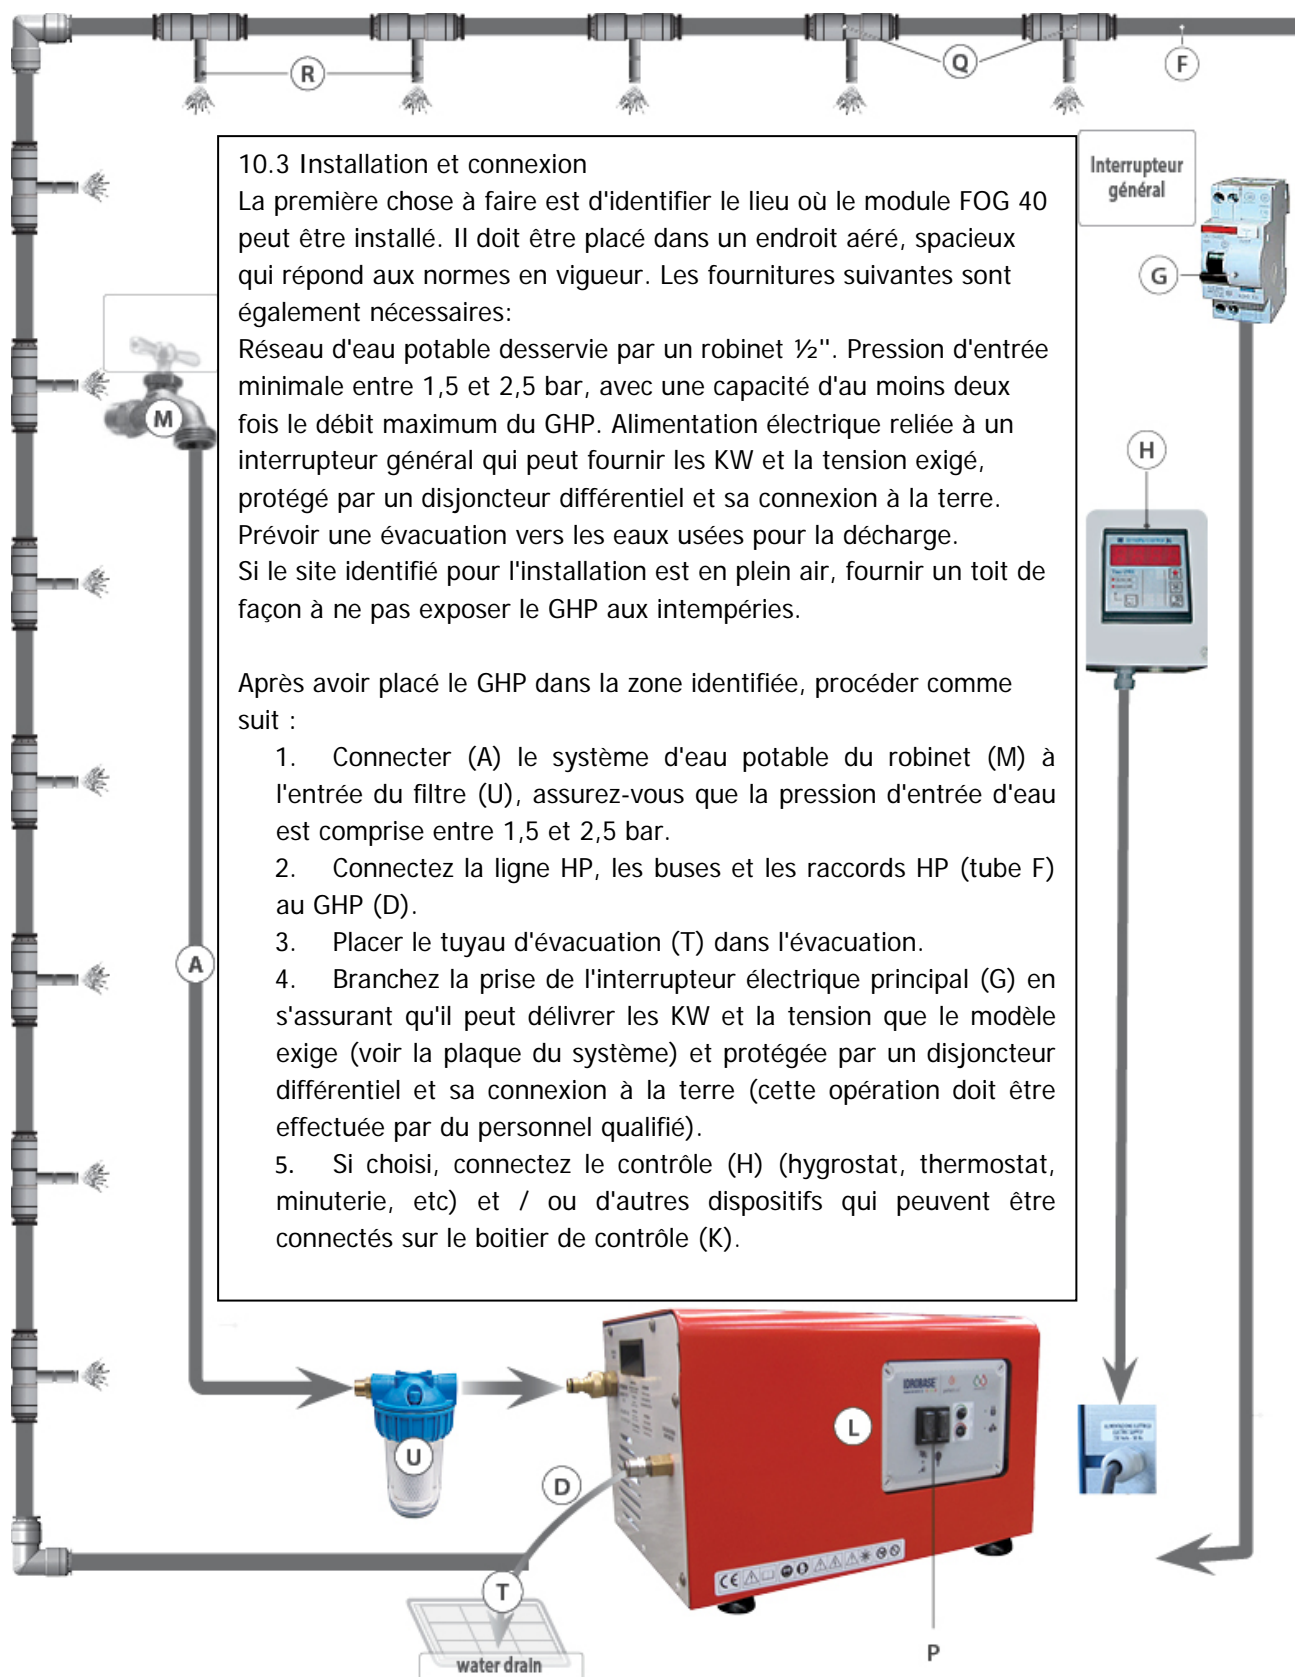 R
Q
F
10.3 Installation et connexion
La première chose à faire est d'identifier le lieu où le module FOG 40
peut être installé. Il doit être placé dans un endroit aéré, spacieux
qui répond aux normes en vigueur. Les fournitures suivantes sont
également nécessaires:
Réseau d'eau potable desservie par un robinet ½''. Pression d'entrée
minimale entre 1,5 et 2,5 bar, avec une capacité d'au moins deux
fois le débit maximum du GHP. Alimentation électrique reliée à un
interrupteur général qui peut fournir les KW et la tension exigé,
protégé par un disjoncteur différentiel et sa connexion à la terre.
Prévoir une évacuation vers les eaux usées pour la décharge.
Si le site identifié pour l'installation est en plein air, fournir un toit de
façon à ne pas exposer le GHP aux intempéries.
Après avoir placé le GHP dans la zone identifiée, procéder comme
suit :
1. Connecter (A) le système d'eau potable du robinet (M) à
l'entrée du filtre (U), assurez-vous que la pression d'entrée d'eau
est comprise entre 1,5 et 2,5 bar.
2. Connectez la ligne HP, les buses et les raccords HP (tube F)
au GHP (D).
3. Placer le tuyau d'évacuation (T) dans l'évacuation.
4. Branchez la prise de l'interrupteur électrique principal (G) en
s'assurant qu'il peut délivrer les KW et la tension que le modèle
exige (voir la plaque du système) et protégée par un disjoncteur
différentiel et sa connexion à la terre (cette opération doit être
effectuée par du personnel qualifié).
5. Si choisi, connectez le contrôle (H) (hygrostat, thermostat,
minuterie, etc) et / ou d'autres dispositifs qui peuvent être
connectés sur le boitier de contrôle (K).
Interrupteur
général
G
H
M
A
U
D
T
L
IDROBASE
P
CE
water drain